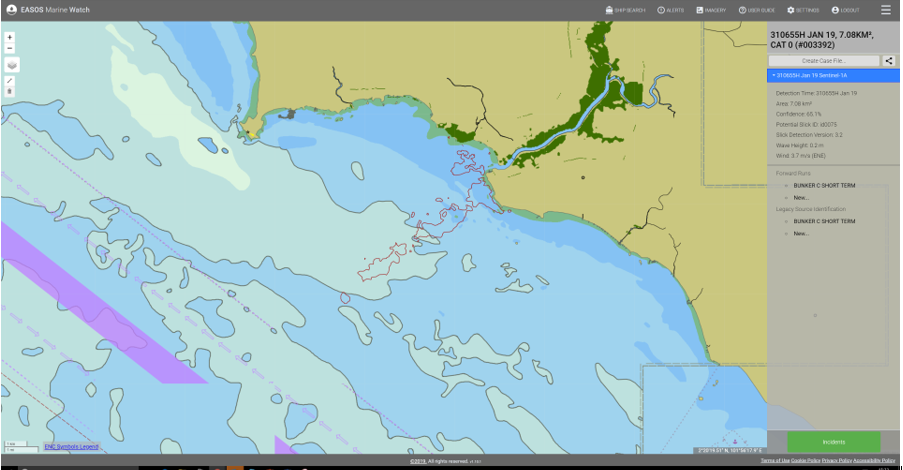 EASOS Marine Watch
SHIP SEARCH
ALERTS
IMAGERY
USER GUIDE
SETTINGS
LOGOUT
310655H JAN 19, 7.08KM²,
CAT 0 (#003392)
Create Case File...
310655H Jan 19 Sentinel-1A
Detection Time: 310655H Jan 19
Area: 7.08 km²
Confidence: 65.1%
Potential Slick ID: id0075
Slick Detection Version: 3.2
Wave Height: 0.2 m
Wind: 3.7 m/s (ENE)
Forward Runs
BUNKER C SHORT TERM
New...
Legacy Source Identification
BUNKER C SHORT TERM
New...
ENC Symbols Legend
Incidents
©2019. All rights reserved.
Terms of Use Cookie Policy Privacy Policy Accessibility Policy